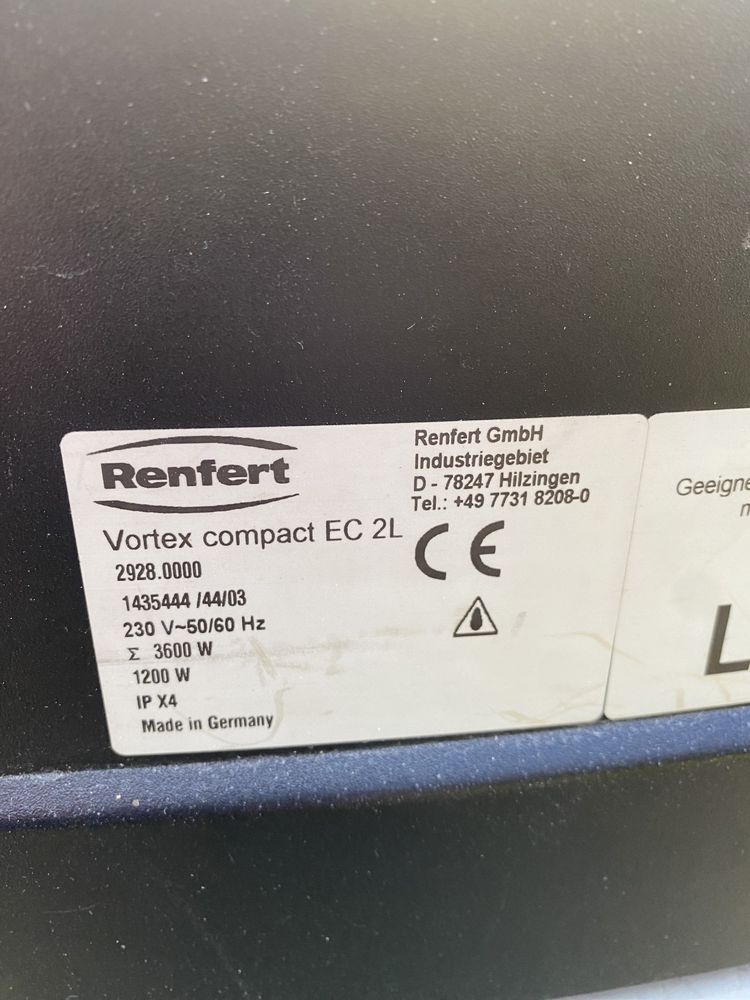 Renfert
Vortex compact EC 2L
2928.0000
1435444 /44/03
230 V~50/60 Hz
Σ 3600 W
1200 W
IP X4
Made in Germany
Renfert GmbH
Industriegebiet
D - 78247 Hilzingen
Tel.: +49 7731 8208-0
CE
Geeigne
L